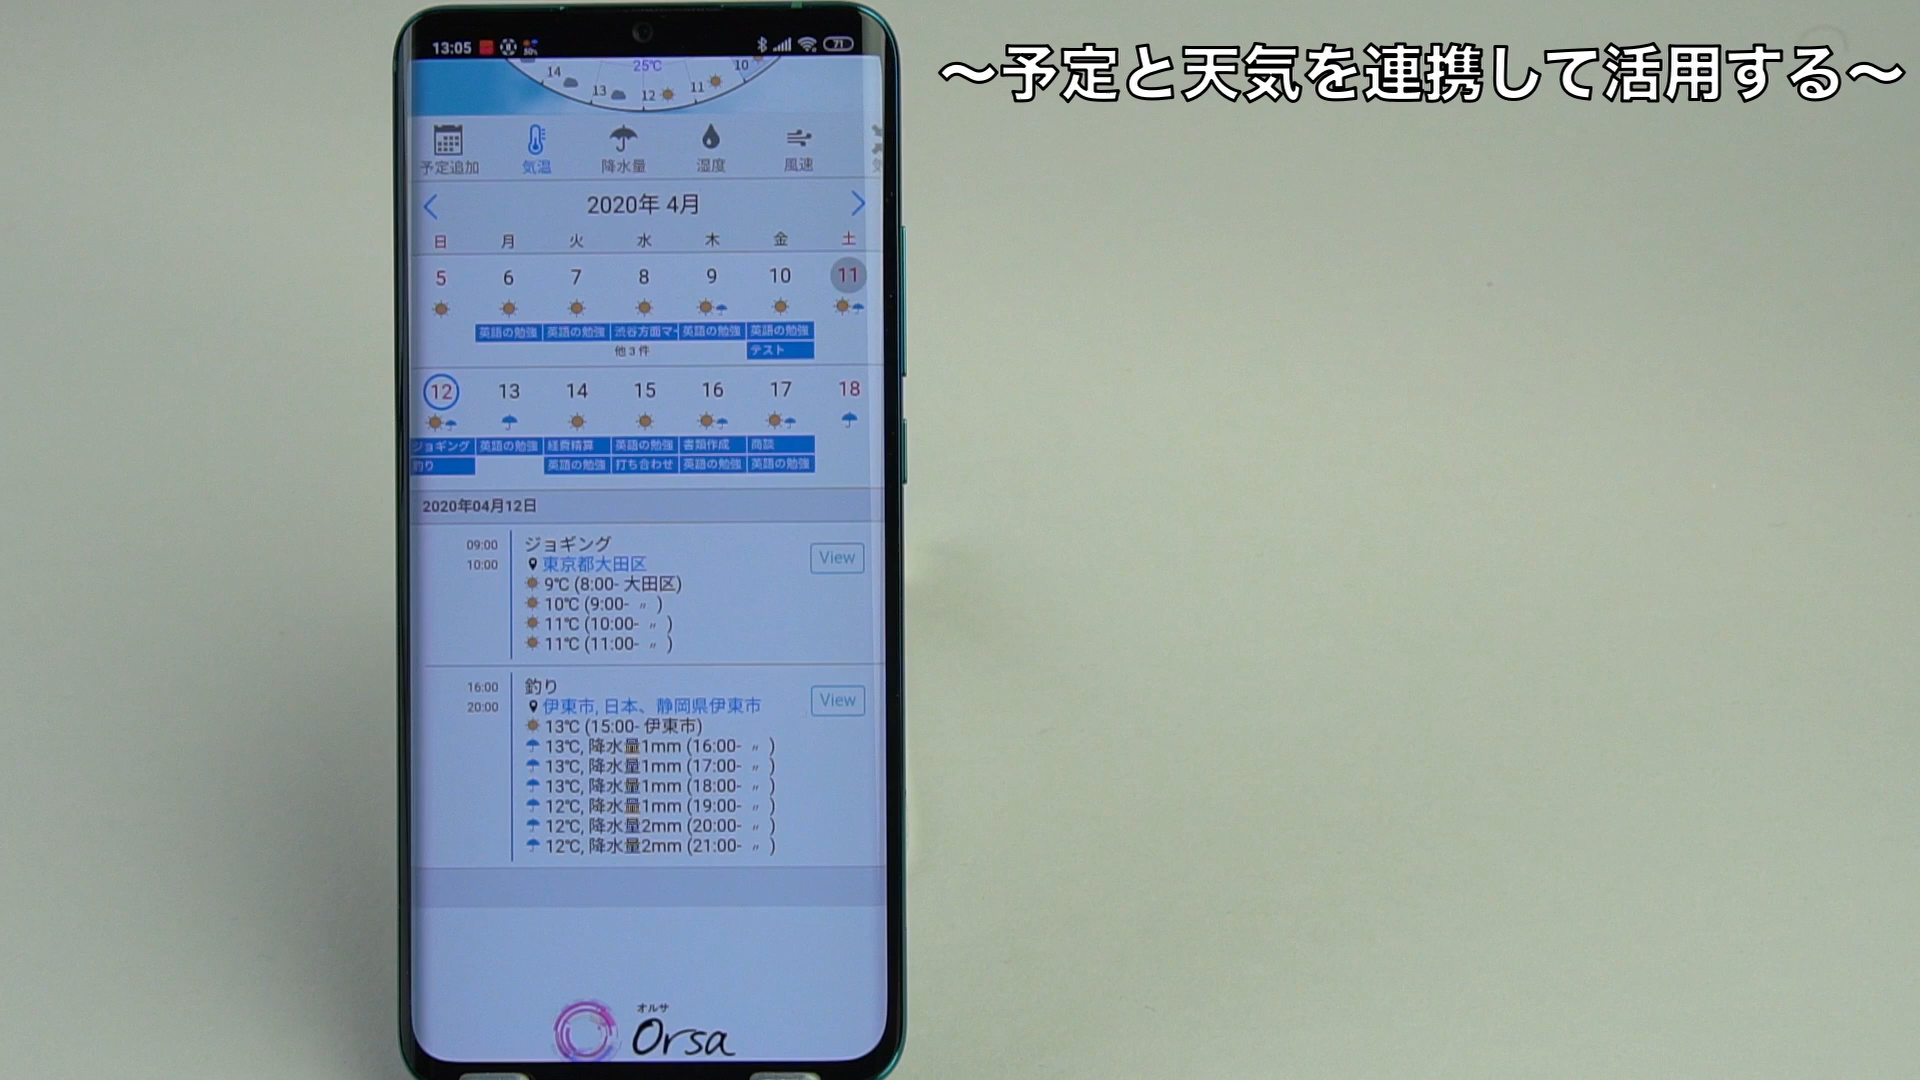 ～予定と天気を連携して活用する～
13:05
71
25℃
14
13
12
11
10
予定追加 気温 降水量 湿度 風速
2020年 4月
日 月 火 水 木 金 土
5 6 7 8 9 10 11
英語の勉強 英語の勉強 渋谷方面マー 英語の勉強 英語の勉強
他 3 件 テスト
12 13 14 15 16 17 18
ジョギング 英語の勉強 経費精算 英語の勉強 書類作成 商談
釣り 英語の勉強 打ち合わせ 英語の勉強 英語の勉強
2020年04月12日
09:00 ジョギング
View
10:00 東京都大田区
9℃ (8:00- 大田区)
10℃ (9:00- 〃 )
11℃ (10:00- 〃 )
11℃ (11:00- 〃 )
16:00 釣り
View
20:00 伊東市, 日本、静岡県伊東市
13℃ (15:00- 伊東市)
13℃, 降水量1mm (16:00- 〃 )
13℃, 降水量1mm (17:00- 〃 )
13℃, 降水量1mm (18:00- 〃 )
12℃, 降水量1mm (19:00- 〃 )
12℃, 降水量2mm (20:00- 〃 )
12℃, 降水量2mm (21:00- 〃 )
オルサ
Orsa